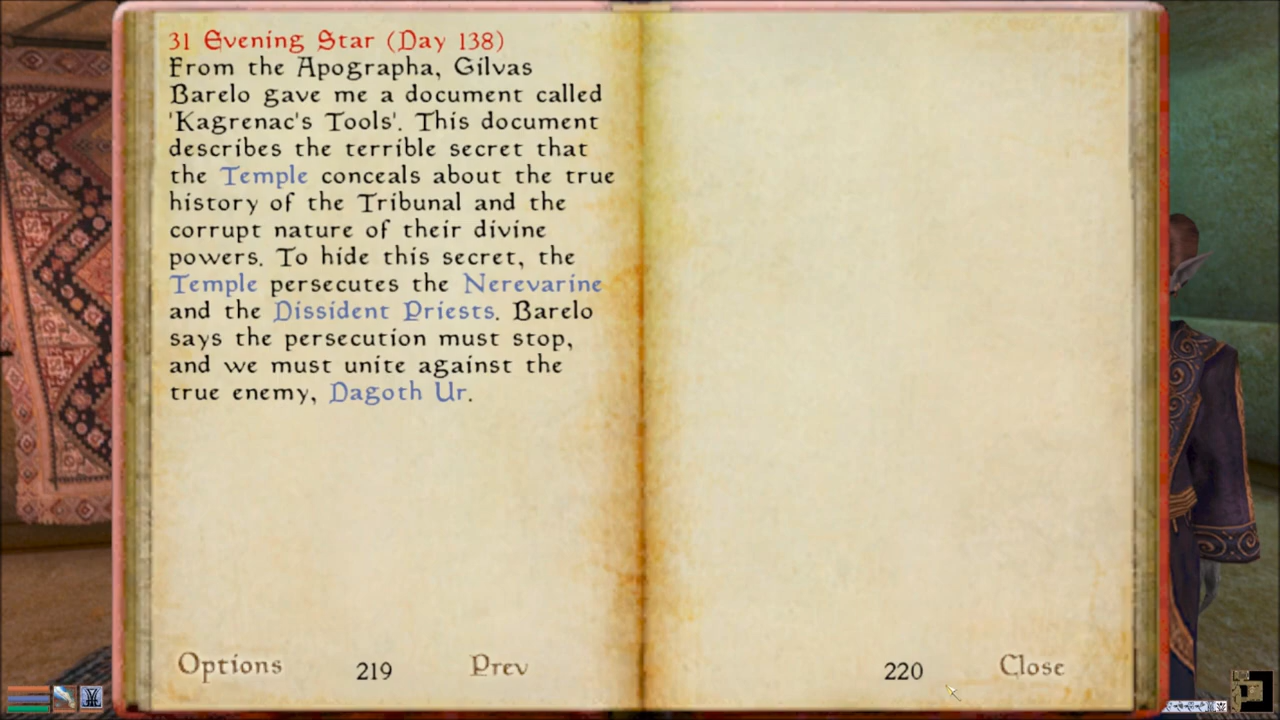 31 Evening Star (Day 138)
From the Apographa, Gilvas
Barelo gave me a document called
'Kagrenac's Tools'. This document
describes the terrible secret that
the Temple conceals about the true
history of the Tribunal and the
corrupt nature of their divine
powers. To hide this secret, the
Temple persecutes the Nerevarine
and the Dissident Priests. Barelo
says the persecution must stop,
and we must unite against the
true enemy, Dagoth Ur.
Options 219 Prev 220 Close